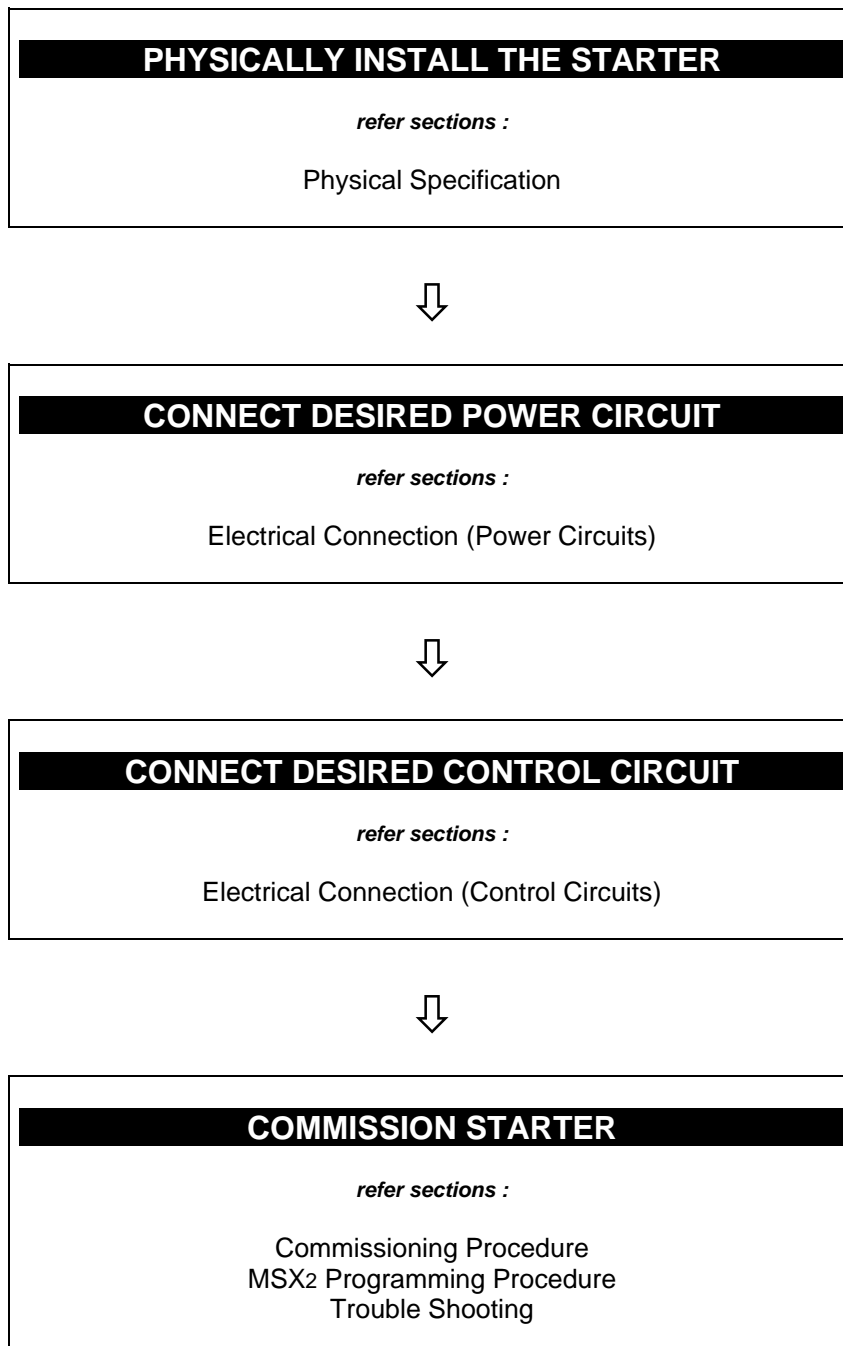 PHYSICALLY INSTALL THE STARTER
refer sections :
Physical Specification
CONNECT DESIRED POWER CIRCUIT
refer sections :
Electrical Connection (Power Circuits)
CONNECT DESIRED CONTROL CIRCUIT
refer sections :
Electrical Connection (Control Circuits)
COMMISSION STARTER
refer sections :
Commissioning Procedure
MSX2 Programming Procedure
Trouble Shooting